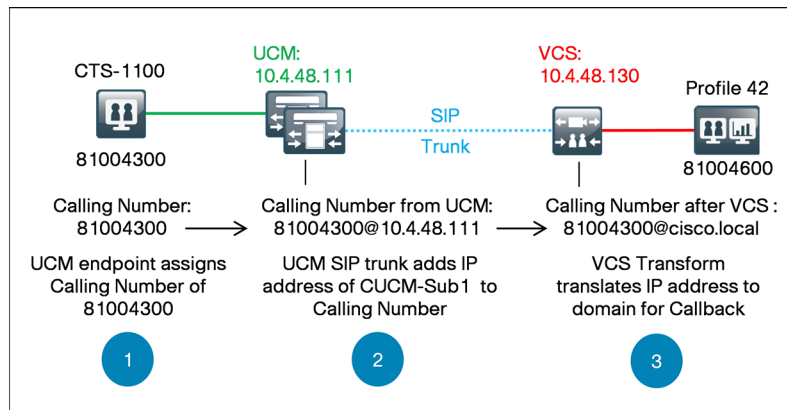 CTS-1100
81004300
UCM:
10.4.48.111
SIP
Trunk
VCS:
10.4.48.130
Profile 42
81004600
Calling Number:
81004300
Calling Number from UCM:
81004300@10.4.48.111
Calling Number after VCS :
81004300@cisco.local
UCM endpoint assigns
Calling Number of
81004300
UCM SIP trunk adds IP
address of CUCM-Sub1 to
Calling Number
VCS Transform
translates IP address to
domain for Callback
1
2
3